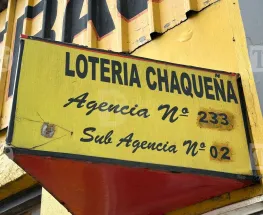 LOTERIA CHAQUEÑA
Agencia Nº 233
Sub Agencia Nº 02